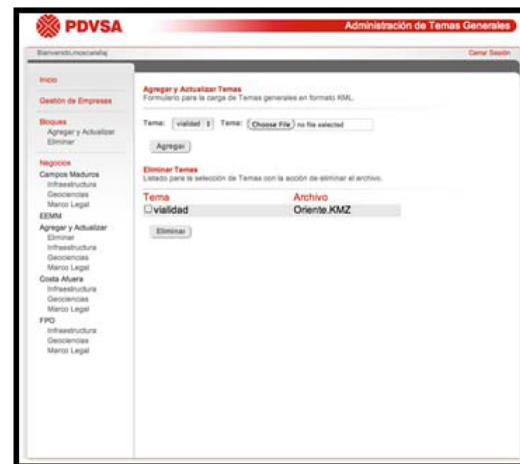 PDVSA
Administración de Temas Generales
Cerrar Sesión
Inicio
Gestión de Empresas
Bloques
Agregar y Actualizar
Eliminar
Negocios
Campos Maduros
Infraestructura
Geociencias
Marco Legal
EEMM
Agregar y Actualizar
Eliminar
Infraestructura
Geociencias
Marco Legal
Costa Afuera
Infraestructura
Geociencias
Marco Legal
FPO
Infraestructura
Geociencias
Marco Legal
Agregar y Actualizar Temas
Formulario para la carga de Temas generales en formato KML.
Tema: vialidad Tema: Choose File no file selected
Agregar
Eliminar Temas
Listado para la selección de Temas con la acción de eliminar el archivo.
Tema Archivo
vialidad Oriente.KMZ
Eliminar